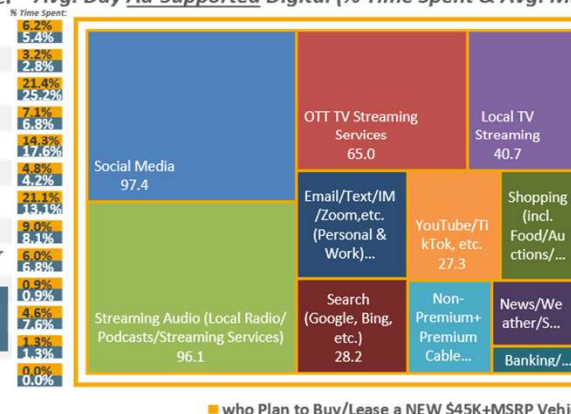 Avg. Day Ad-Supported Digital (% Time Spent & Avg.
% Time Spent:
6.2%
5.4%
3.2%
2.8%
21.4%
25.2%
7.1%
6.8%
14.3%
17.6%
4.8%
4.2%
21.1%
13.1%
9.0%
8.1%
6.0%
6.8%
0.9%
0.9%
4.6%
7.6%
1.3%
1.3%
0.0%
0.0%
Social Media
97.4
Streaming Audio (Local Radio/
Podcasts/Streaming Services)
96.1
OTT TV Streaming
Services
65.0
Local TV
Streaming
40.7
Email/Text/IM
/Zoom,etc.
(Personal &
Work)...
YouTube/Ti
kTok, etc.
27.3
Shopping
(incl.
Food/Au
ctions/...
Search
(Google, Bing,
etc.)
28.2
Non-
Premium+
Premium
Cable...
News/We
ather/S...
Banking/...
who Plan to Buy/Lease a NEW $45K+MSRP Vehi